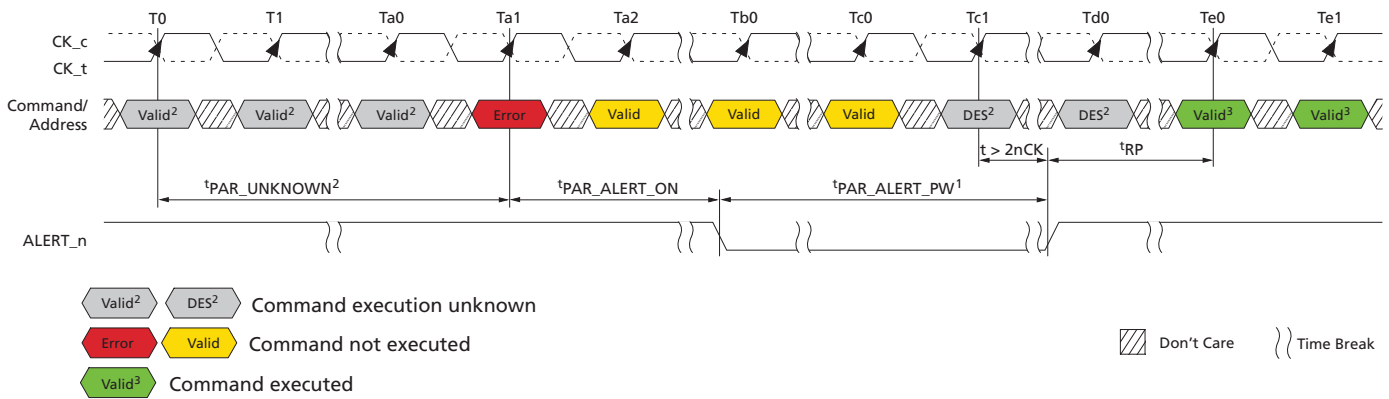 T0 T1 Ta0 Ta1 Ta2 Tb0 Tc0 Tc1 Td0 Te0 Te1
CK_c
CK_t
Command/
Address
Valid² Valid² Valid² Error Valid Valid Valid DES² DES² Valid³ Valid³
t > 2nCK
tRP
tPAR_UNKNOWN²
tPAR_ALERT_ON
tPAR_ALERT_PW¹
ALERT_n
Valid² DES² Command execution unknown
Error Valid Command not executed
Don't Care
Time Break
Valid³ Command executed